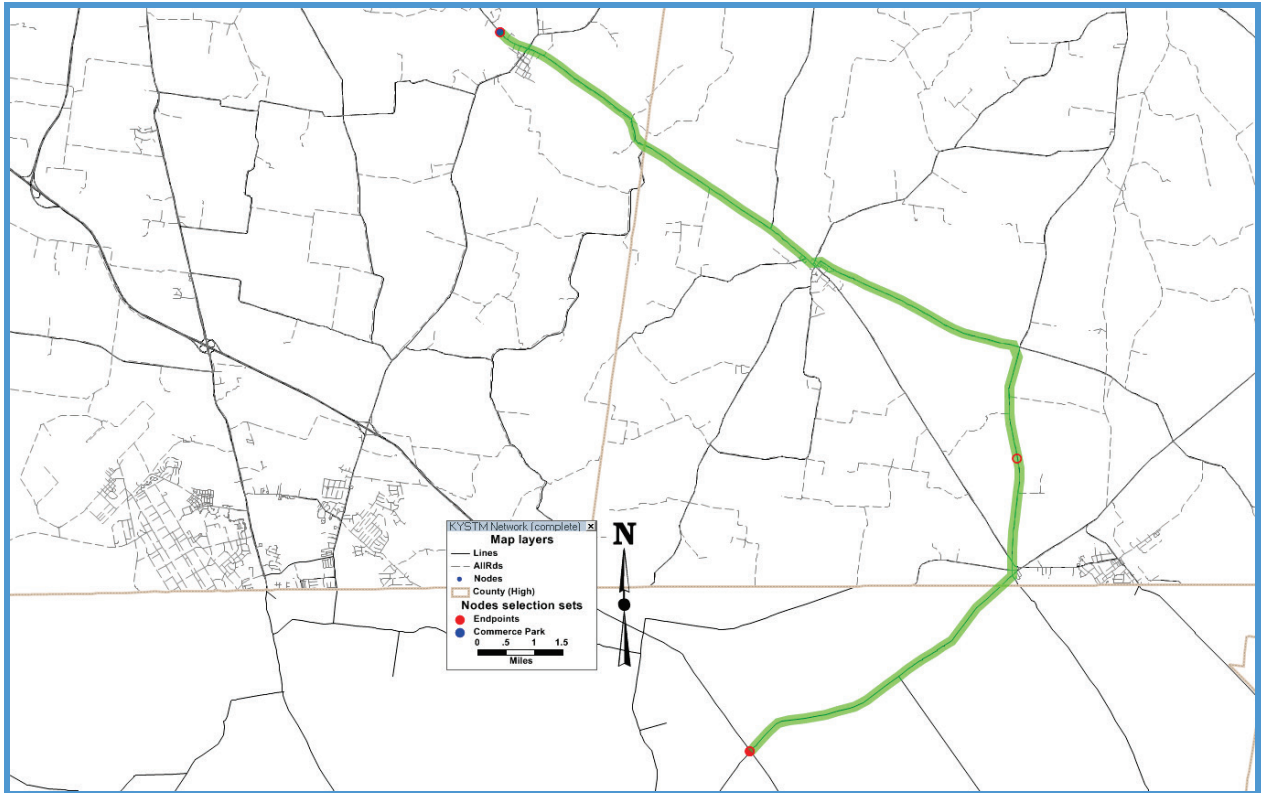 N
KYSTM Network (complete) x
Map layers
Lines
AllRds
Nodes
County (High)
Nodes selection sets
Endpoints
Commerce Park
0 .5 1 1.5
Miles